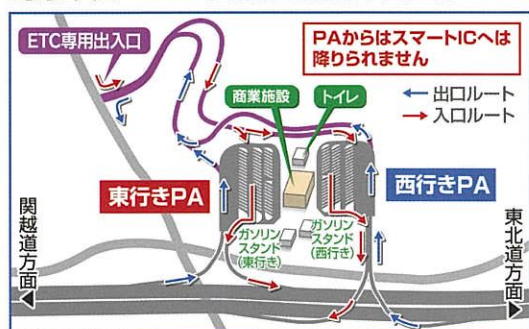 ETC専用出入口
PAからはスマートICへは
降りられません
出口ルート
入口ルート
商業施設
トイレ
東行きPA
西行きPA
ガソリン
スタンド
(東行き)
ガソリン
スタンド
(西行き)
関越道方面
東北道方面